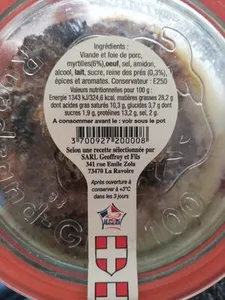 Ingrédients :
Viande et foie de porc,
myrtilles(6%),oeuf, sel, amidon,
alcool, lait, sucre, reine des prés (0,3%),
épices et aromates. Conservateur : E250
Valeurs nutritionnelles pour 100 g :
Energie 1343 kJ/324,6 kcal, matières grasses 28,2 g
dont acides gras saturés 10,3 g, glucides 3,7 g dont
sucres 1,9 g, protéines 13,2 g, sel, 2 g.
A consommer avant le : voir sous le pot
3 700927 200008
Selon une recette sélectionnée par
SARL Geoffroy et Fils
341 rue Emile Zola
73470 La Ravoire
Après ouverture à
conserver à +3°C
dans les 3 jours